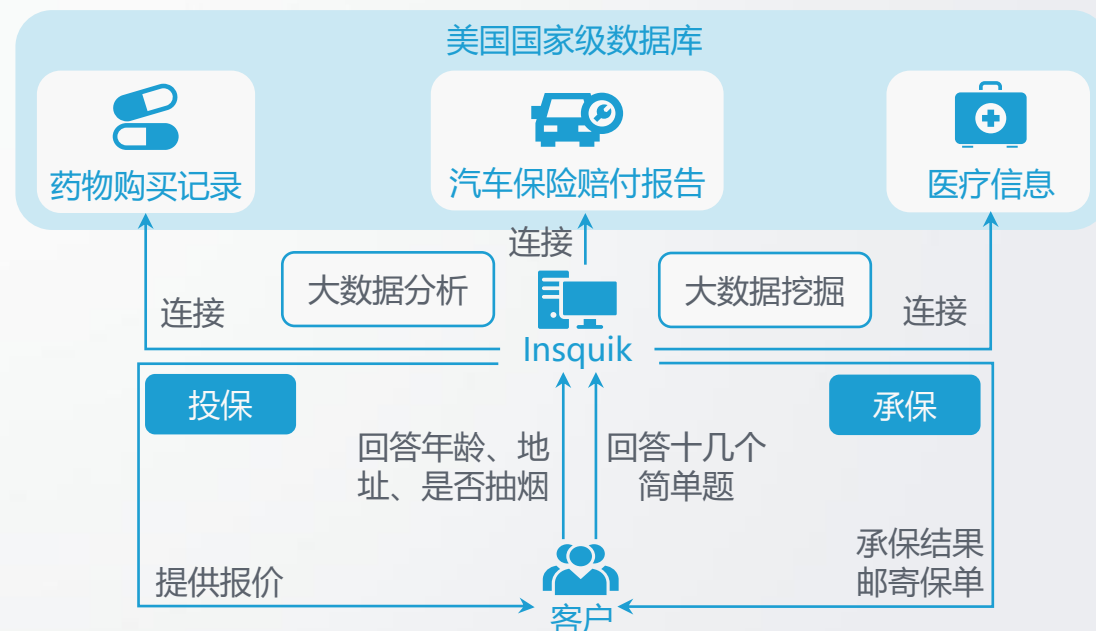 美国国家级数据库
药物购买记录
汽车保险赔付报告
医疗信息
连接
大数据分析
大数据挖掘
连接
连接
Insquik
投保
承保
回答年龄、地
址、是否抽烟
回答十几个
简单题
提供报价
承保结果
邮寄保单
客户